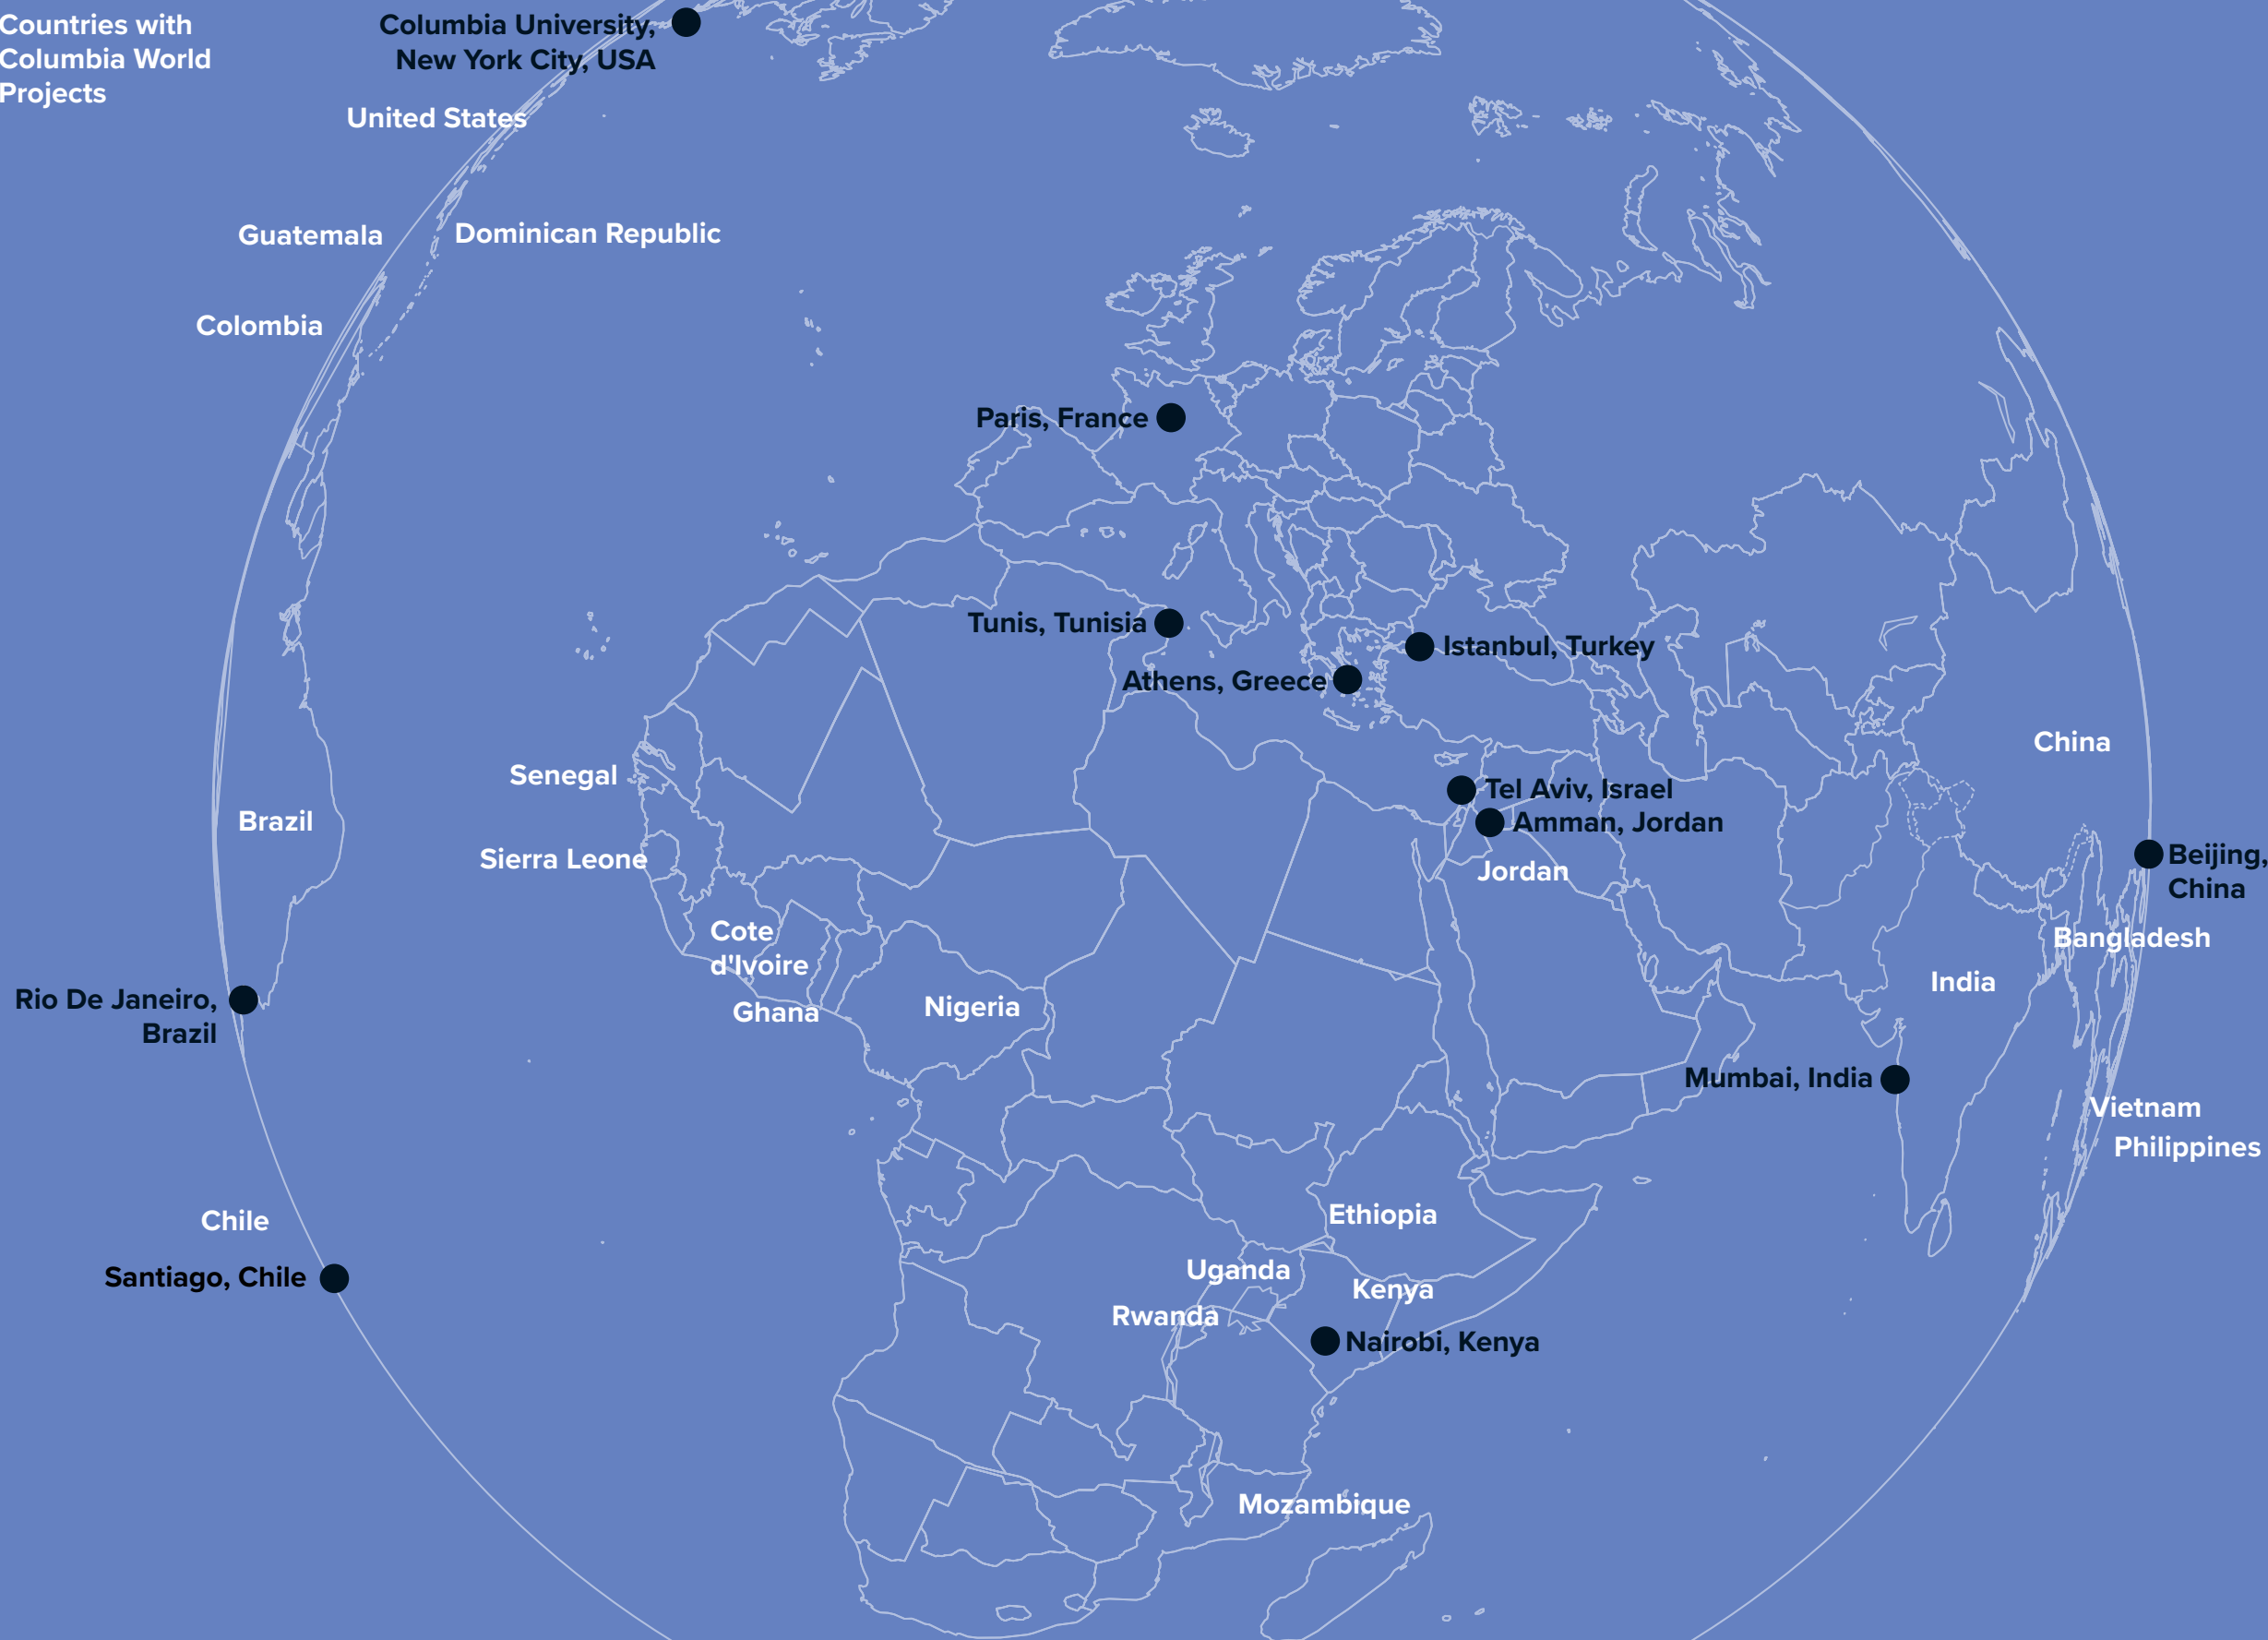 Countries with
Columbia World
Projects
Columbia University,
New York City, USA
United States
Guatemala
Dominican Republic
Colombia
Paris, France
Tunis, Tunisia
Istanbul, Turkey
Athens, Greece
China
Senegal
Tel Aviv, Israel
Brazil
Amman, Jordan
Sierra Leone
Jordan
Beijing,
China
Cote
d'Ivoire
Bangladesh
India
Rio De Janeiro,
Brazil
Ghana
Nigeria
Mumbai, India
Vietnam
Philippines
Chile
Ethiopia
Santiago, Chile
Uganda
Kenya
Rwanda
Nairobi, Kenya
Mozambique